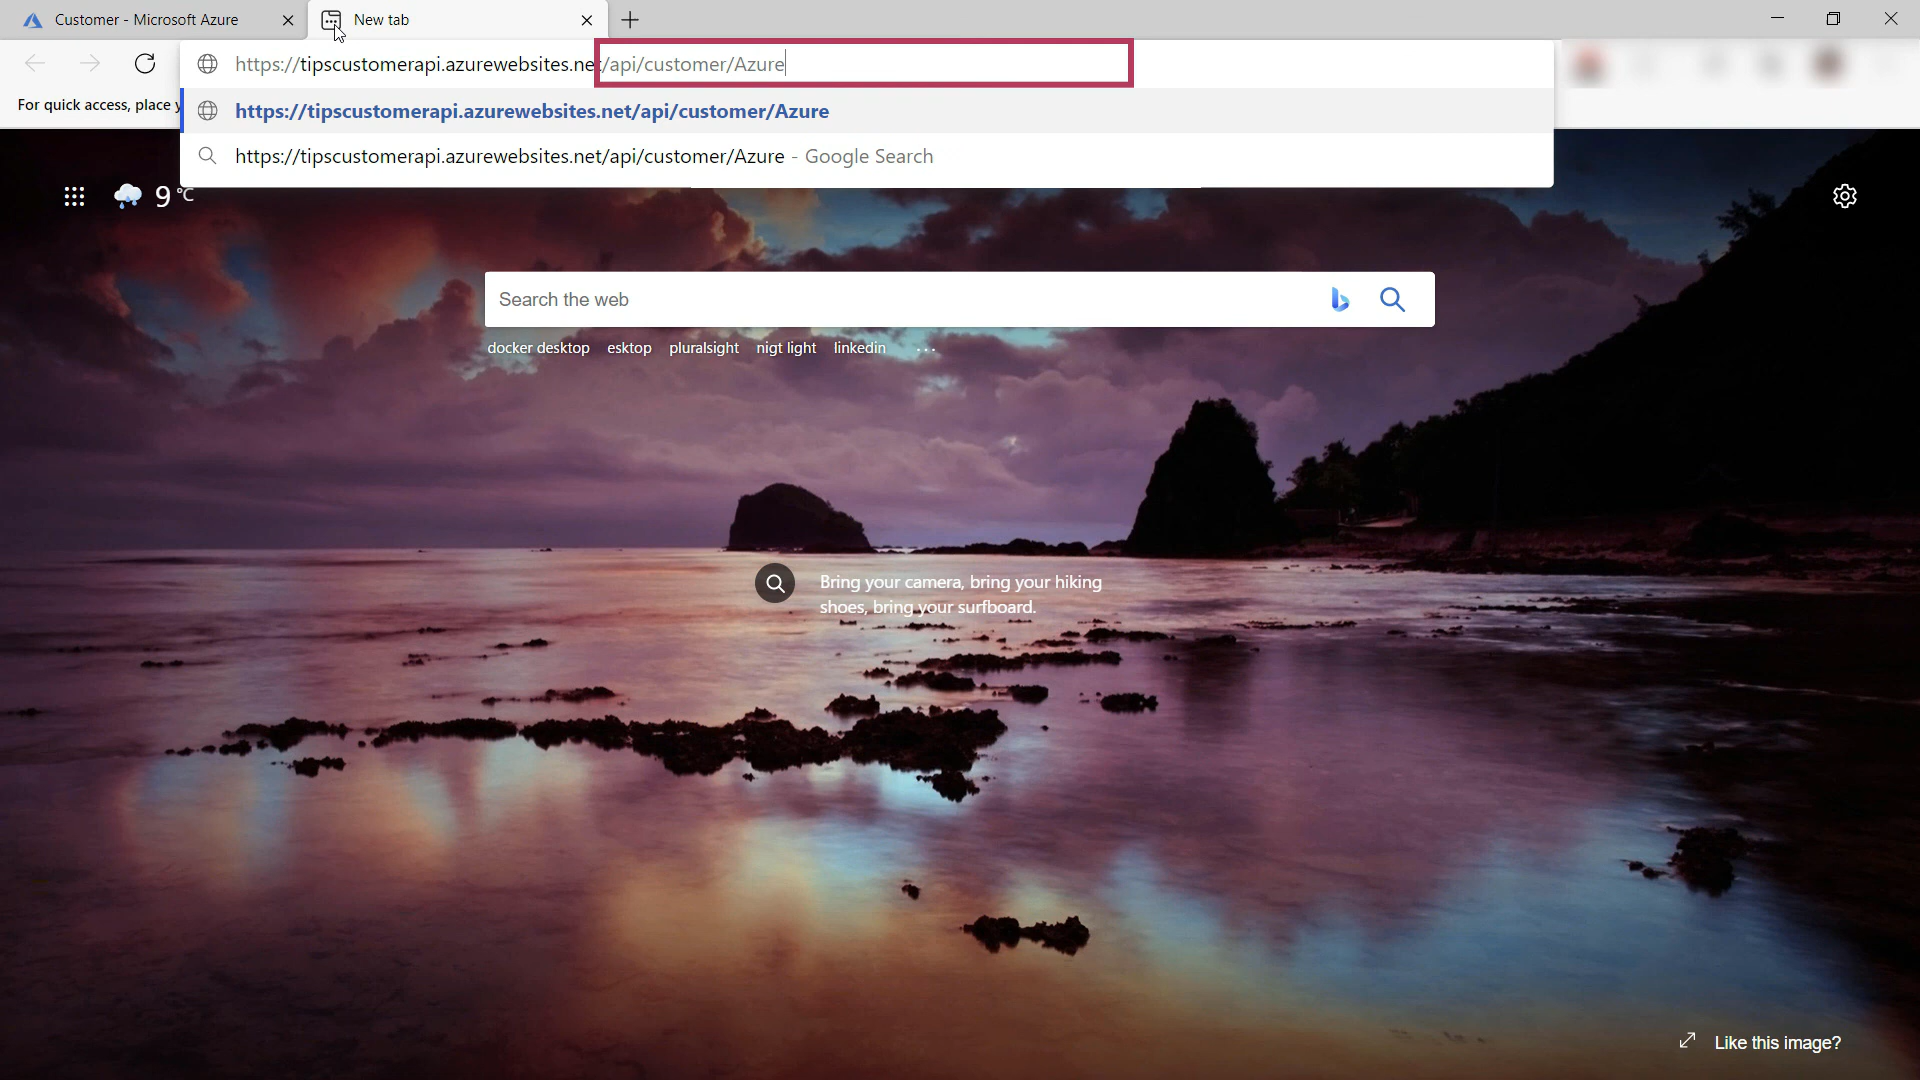 Customer - Microsoft Azure
New tab
https://tipscustomerapi.azurewebsites.net/api/customer/Azure
For quick access, place y
https://tipscustomerapi.azurewebsites.net/api/customer/Azure
https://tipscustomerapi.azurewebsites.net/api/customer/Azure - Google Search
9 °C
Search the web
docker desktop esktop pluralsight nigt light linkedin ...
Bring your camera, bring your hiking
shoes, bring your surfboard.
Like this image?